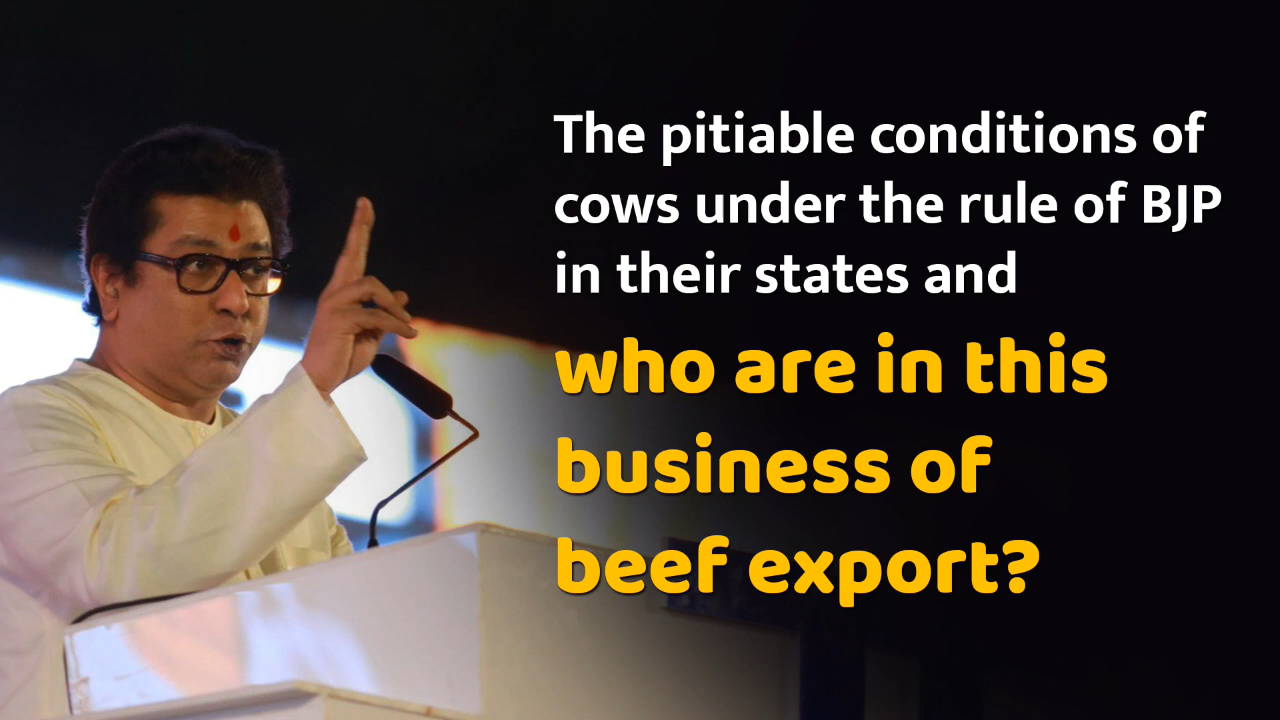 The pitiable conditions of
cows under the rule of BJP
in their states and
who are in this
business of
beef export?